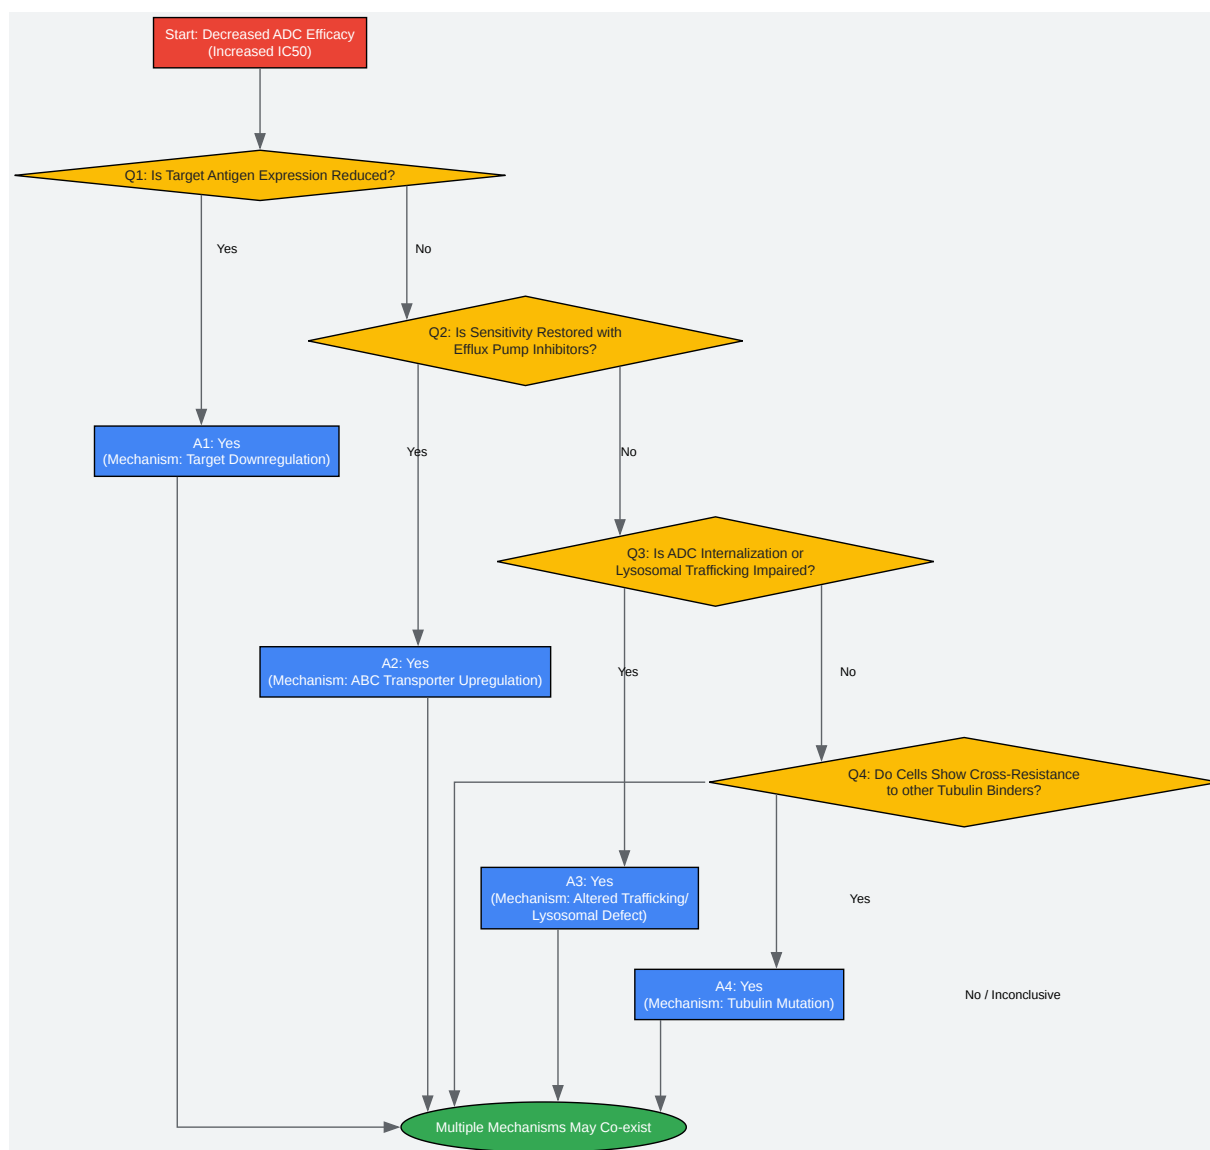 Start: Decreased ADC Efficacy
(Increased IC50)
Q1: Is Target Antigen Expression Reduced?
Yes
No
Q2: Is Sensitivity Restored with
Efflux Pump Inhibitors?
A1: Yes
(Mechanism: Target Downregulation)
Yes
No
Q3: Is ADC Internalization or
Lysosomal Trafficking Impaired?
A2: Yes
(Mechanism: ABC Transporter Upregulation)
Yes
No
Q4: Do Cells Show Cross-Resistance
to other Tubulin Binders?
A3: Yes
(Mechanism: Altered Trafficking/
Lysosomal Defect)
Yes
A4: Yes
(Mechanism: Tubulin Mutation)
No / Inconclusive
Multiple Mechanisms May Co-exist